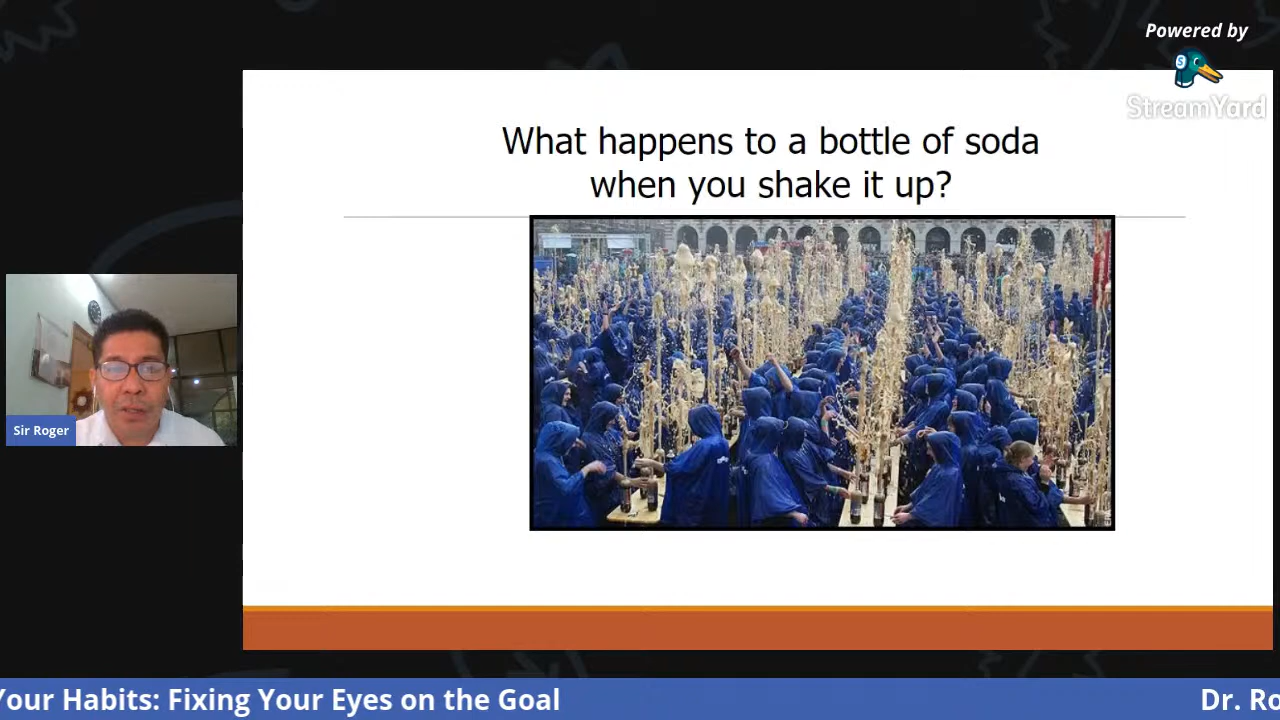 Powered by
StreamYard
What happens to a bottle of soda
when you shake it up?
Sir Roger
Your Habits: Fixing Your Eyes on the Goal
Dr. Ro